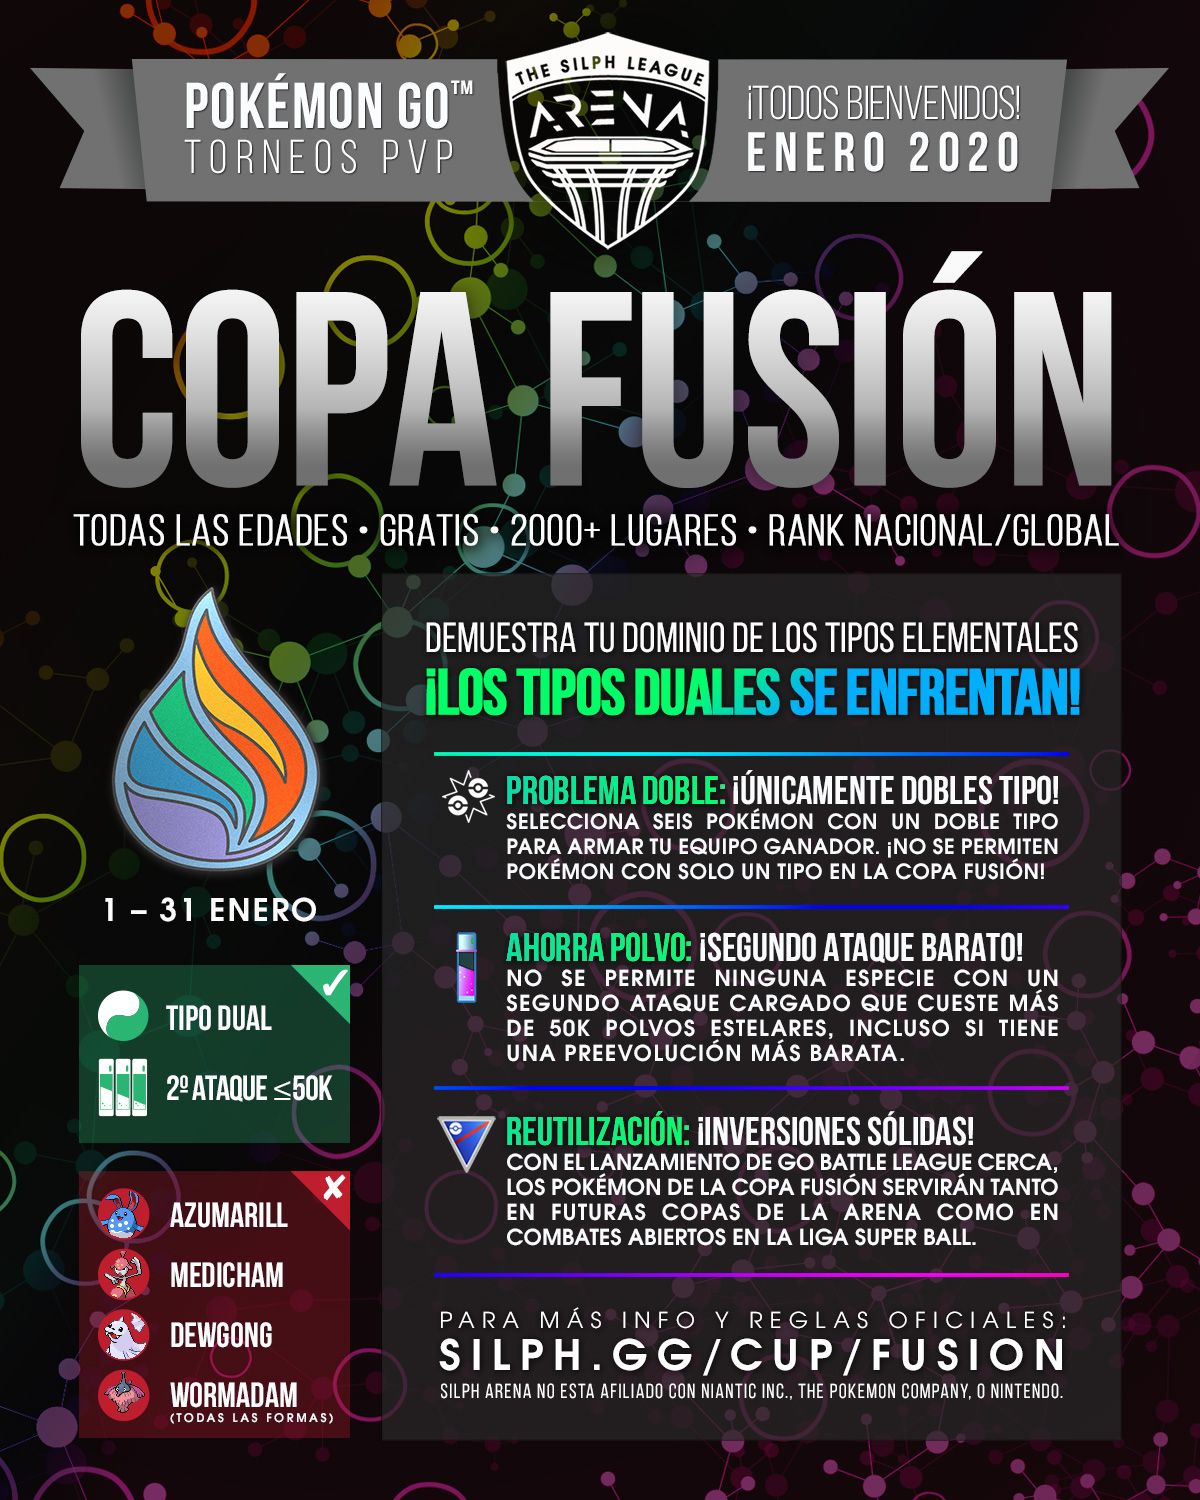 POKÉMON GO™
TORNEOS PVP
THE SILPH LEAGUE
ARENA
¡TODOS BIENVENIDOS!
ENERO 2020
COPA FUSIÓN
TODAS LAS EDADES • GRATIS • 2000+ LUGARES • RANK NACIONAL/GLOBAL
1 – 31 ENERO
TIPO DUAL
2º ATAQUE ≤50K
AZUMARILL
MEDICHAM
DEWGONG
WORMADAM
(TODAS LAS FORMAS)
DEMUESTRA TU DOMINIO DE LOS TIPOS ELEMENTALES
¡LOS TIPOS DUALES SE ENFRENTAN!
PROBLEMA DOBLE: ¡ÚNICAMENTE DOBLES TIPO!
SELECCIONA SEIS POKÉMON CON UN DOBLE TIPO
PARA ARMAR TU EQUIPO GANADOR. ¡NO SE PERMITEN
POKÉMON CON SOLO UN TIPO EN LA COPA FUSIÓN!
AHORRA POLVO: ¡SEGUNDO ATAQUE BARATO!
NO SE PERMITE NINGUNA ESPECIE CON UN
SEGUNDO ATAQUE CARGADO QUE CUESTE MÁS
DE 50K POLVOS ESTELARES, INCLUSO SI TIENE
UNA PREEVOLUCIÓN MÁS BARATA.
REUTILIZACIÓN: ¡INVERSIONES SÓLIDAS!
CON EL LANZAMIENTO DE GO BATTLE LEAGUE CERCA,
LOS POKÉMON DE LA COPA FUSIÓN SERVIRÁN TANTO
EN FUTURAS COPAS DE LA ARENA COMO EN
COMBATES ABIERTOS EN LA LIGA SUPER BALL.
PARA MÁS INFO Y REGLAS OFICIALES:
SILPH.GG/CUP/FUSION
SILPH ARENA NO ESTA AFILIADO CON NIANTIC INC., THE POKEMON COMPANY, O NINTENDO.